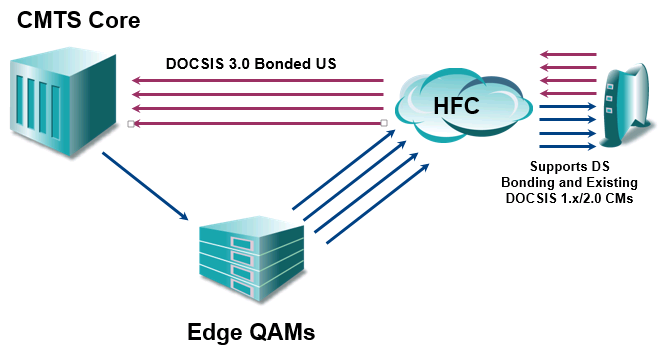 CMTS Core
DOCSIS 3.0 Bonded US
HFC
Supports DS
Bonding and Existing
DOCSIS 1.x/2.0 CMs
Edge QAMs